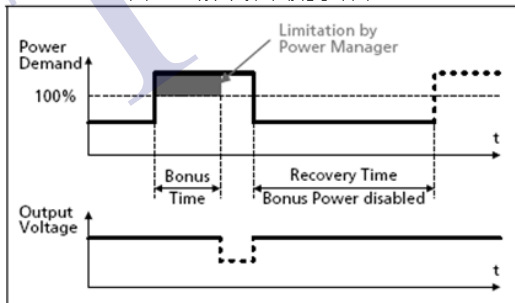 Limitation by
Power Manager
Power
Demand
100%
t
Bonus
Time
Recovery Time
Bonus Power disabled
Output
Voltage
t